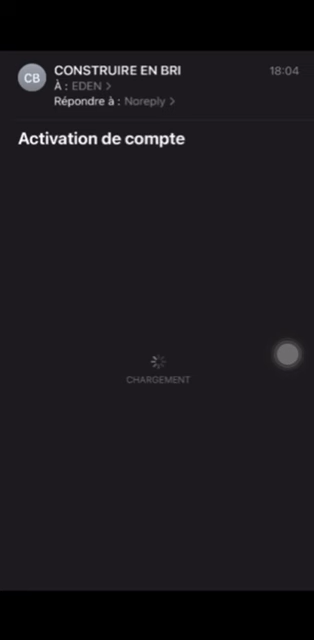 CB
CONSTRUIRE EN BRI
18:04
À : EDEN >
Répondre à : Noreply >
Activation de compte
CHARGEMENT